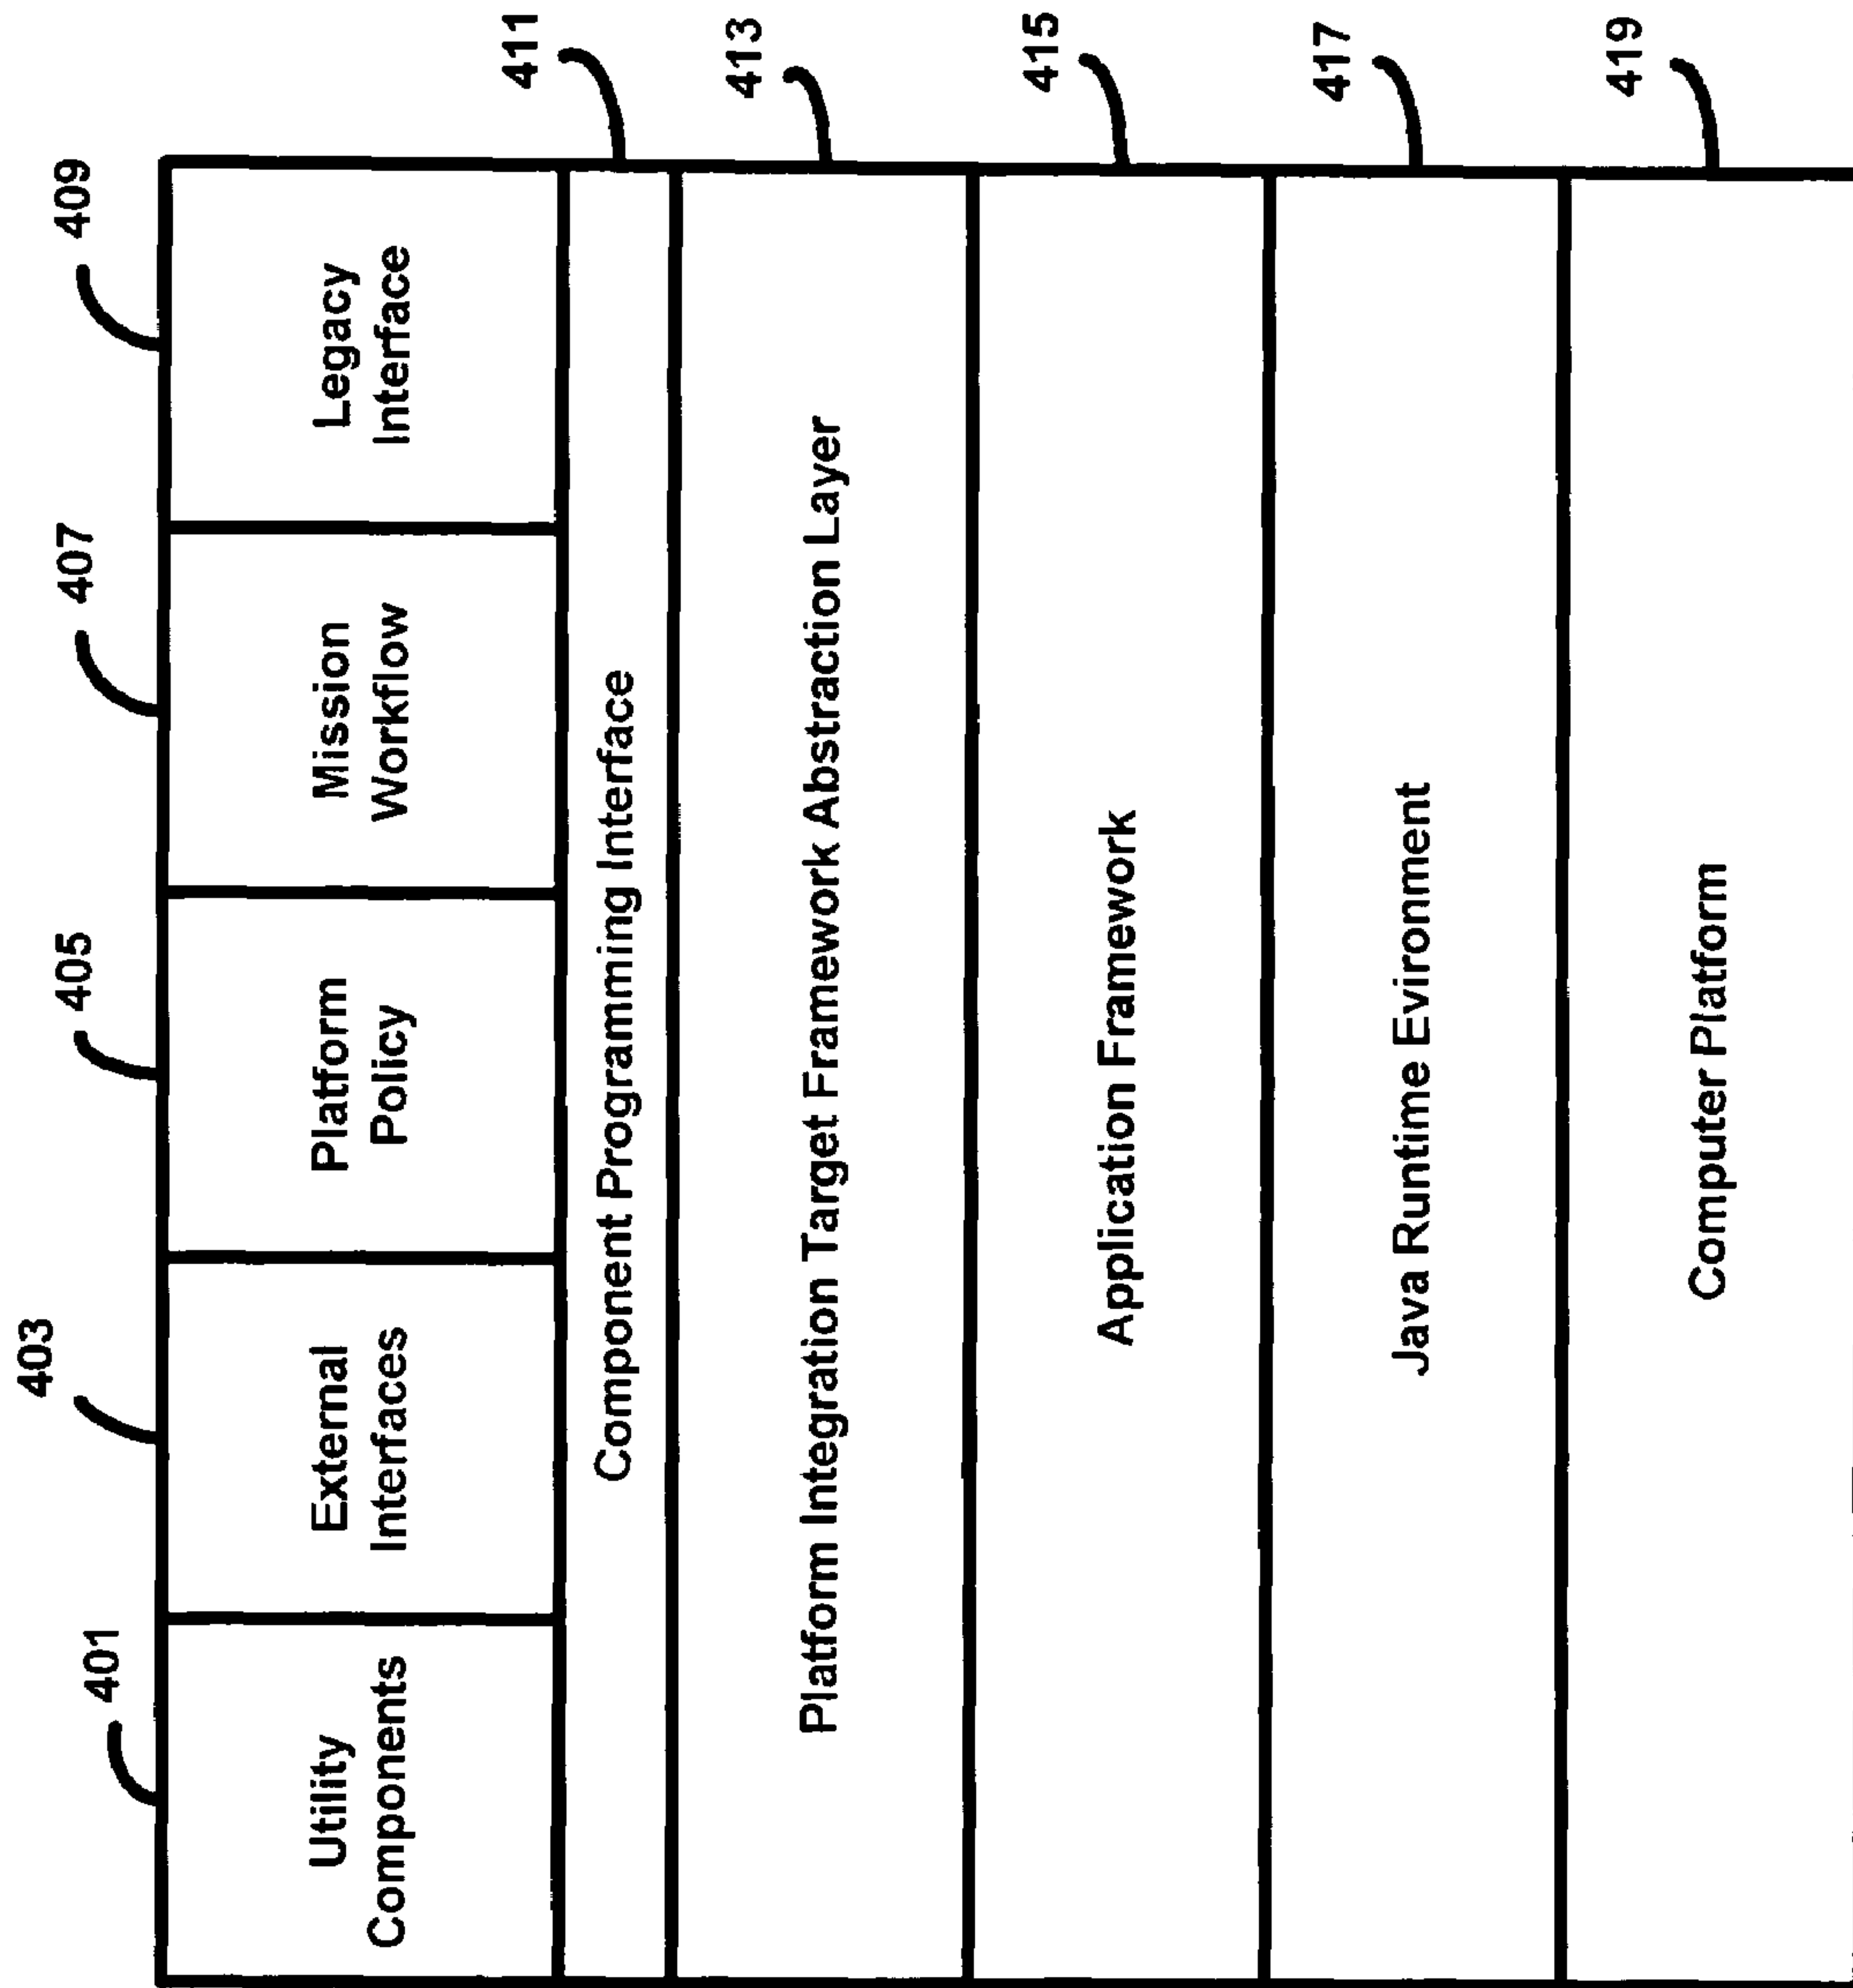 401
403
405
407
409
Utility
Components
External
Interfaces
Platform
Policy
Mission
Workflow
Legacy
Interface
411
Component Programming Interface
413
Platform Integration Target Framework Abstraction Layer
415
Application Framework
417
Java Runtime Evironment
419
Computer Platform